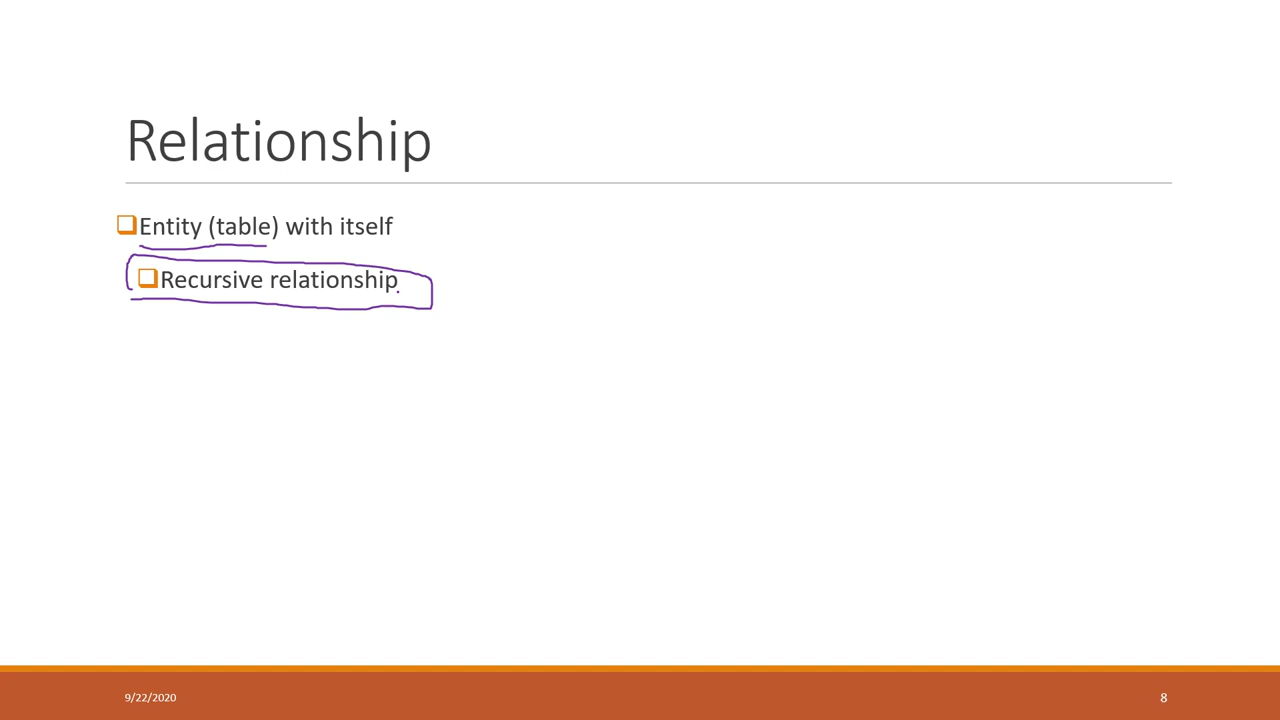 Relationship
Entity (table) with itself
Recursive relationship
9/22/2020
8